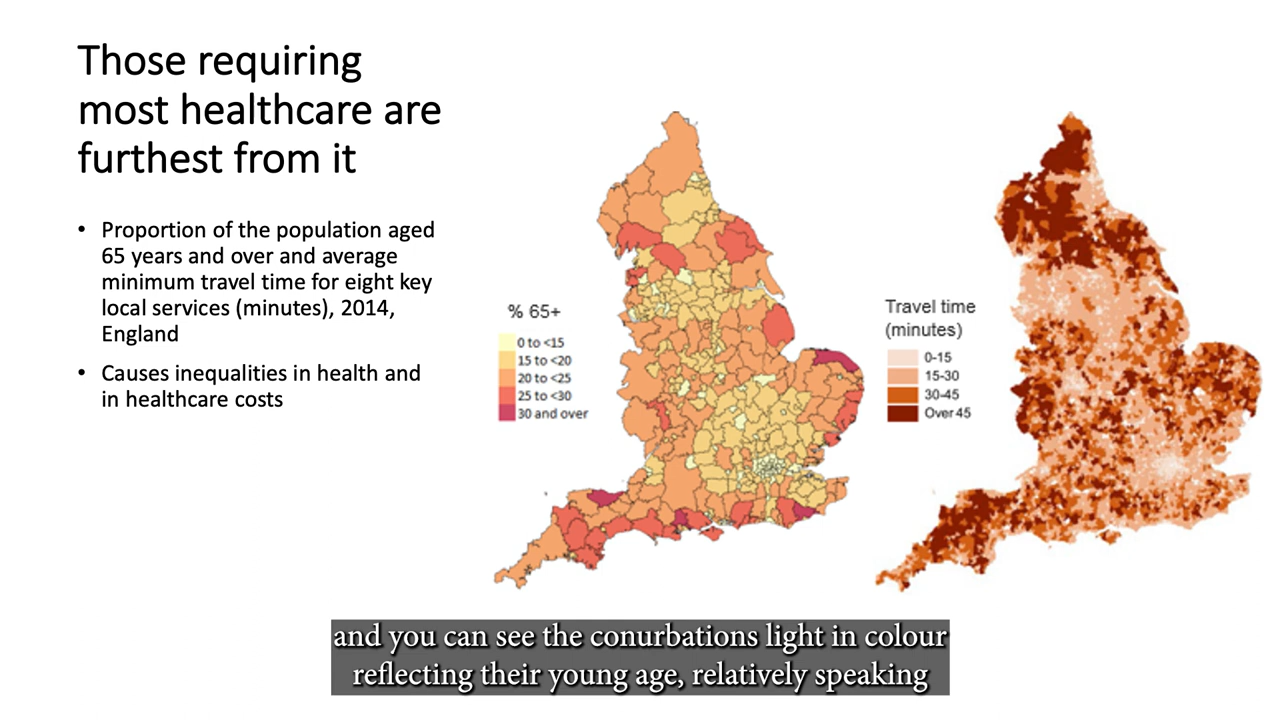 Those requiring
most healthcare are
furthest from it
• Proportion of the population aged
65 years and over and average
minimum travel time for eight key
local services (minutes), 2014,
England
• Causes inequalities in health and
in healthcare costs
% 65+
0 to <15
15 to <20
20 to <25
25 to <30
30 and over
Travel time
(minutes)
0-15
15-30
30-45
Over 45
and you can see the conurbations light in colour
reflecting their young age, relatively speaking